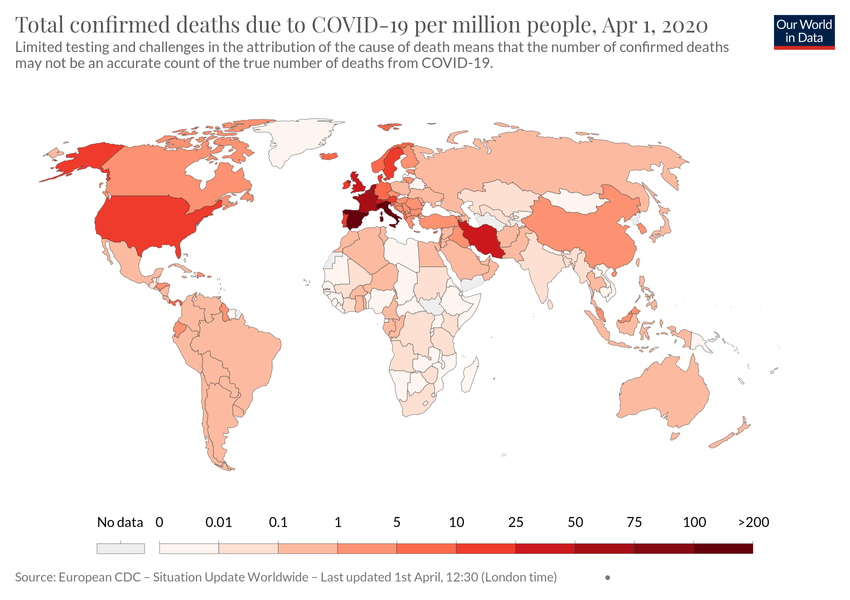 Total confirmed deaths due to COVID-19 per million people, Apr 1, 2020
Our World
in Data
Limited testing and challenges in the attribution of the cause of death means that the number of confirmed deaths
may not be an accurate count of the true number of deaths from COVID-19.
No data 0 0.01 0.1 1 5 10 25 50 75 100 >200
Source: European CDC – Situation Update Worldwide – Last updated 1st April, 12:30 (London time) •